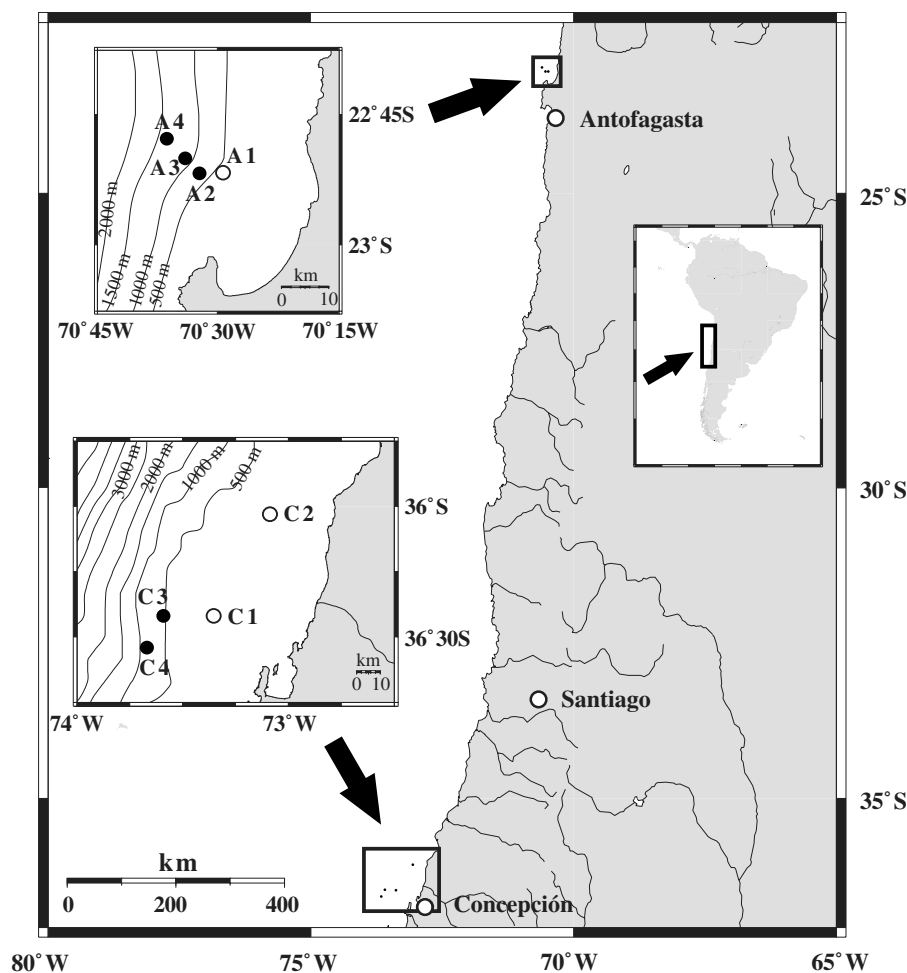 Antofagasta
Santiago
Concepción
25°S
30°S
35°S
80°W
75°W
70°W
65°W
km
0 200 400
A4
A3
A2
A1
2000 m
1500 m
1000 m
500 m
22°45S
23°S
km
0 10
70°45W
70°30W
70°15W
3000 m
2000 m
1000 m
500 m
C2
C3
C1
C4
36°S
36°30S
km
0 10
74°W
73°W